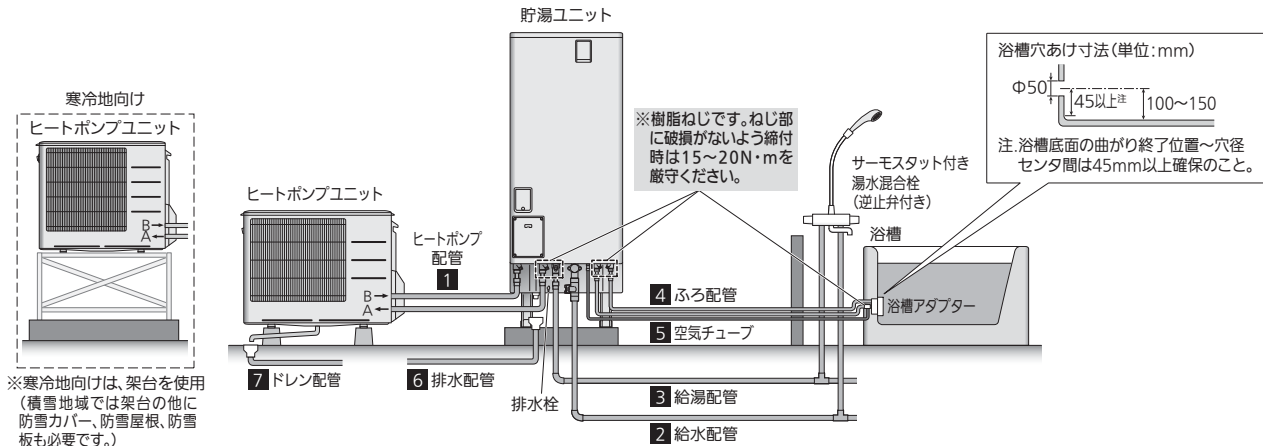 貯湯ユニット
寒冷地向け
ヒートポンプユニット
B
A
※寒冷地向けは、架台を使用
(積雪地域では架台の他に
防雪カバー、防雪屋根、防雪
板も必要です。)
ヒートポンプユニット
B
A
ヒートポンプ
配管
1
※樹脂ねじです。ねじ部
に破損がないよう締付
時は15~20N・mを
厳守ください。
サーモスタット付き
湯水混合栓
(逆止弁付き)
浴槽穴あけ寸法(単位:mm)
Φ50
45以上注
100~150
注.浴槽底面の曲がり終了位置~穴径
センタ間は45mm以上確保のこと。
浴槽
浴槽アダプター
4 ふろ配管
5 空気チューブ
7 ドレン配管
6 排水配管
排水栓
3 給湯配管
2 給水配管